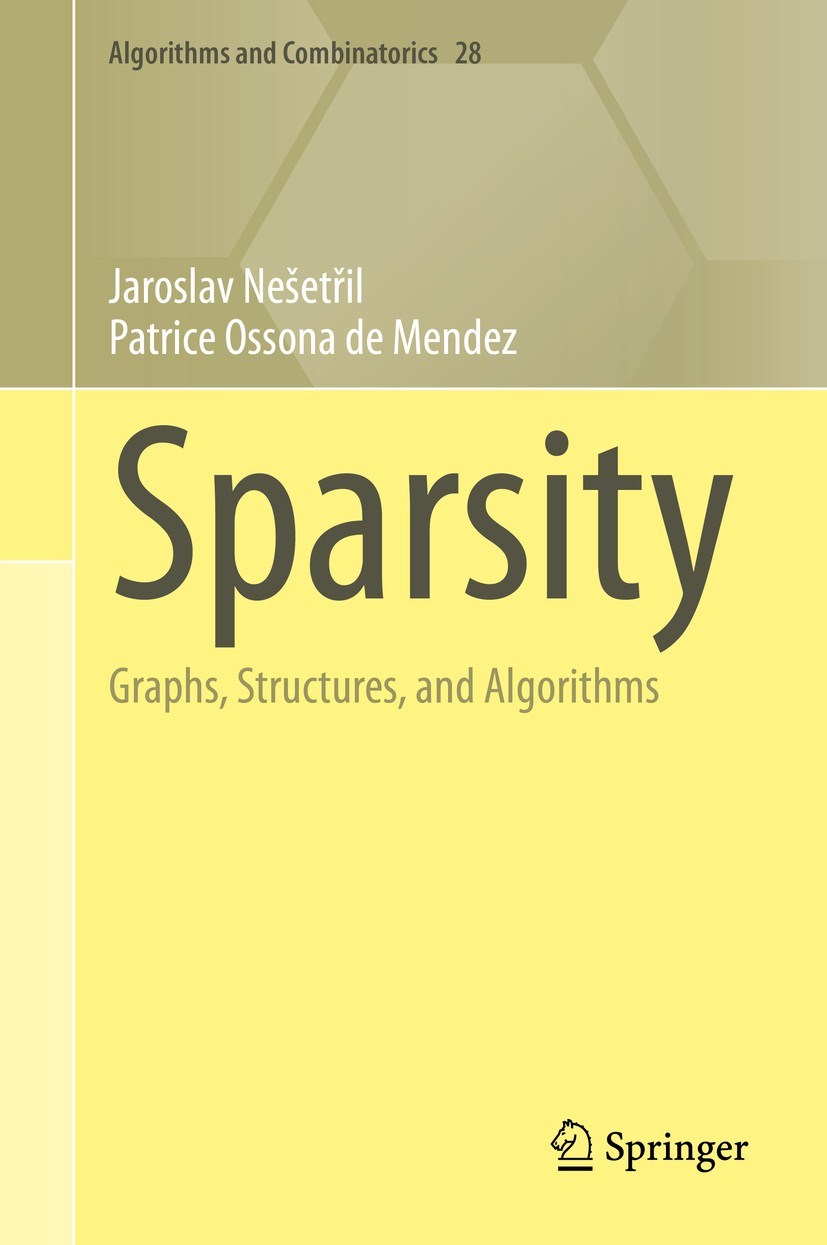 Algorithms and Combinatorics 28
Jaroslav Nešetřil
Patrice Ossona de Mendez
Sparsity
Graphs, Structures, and Algorithms
Springer